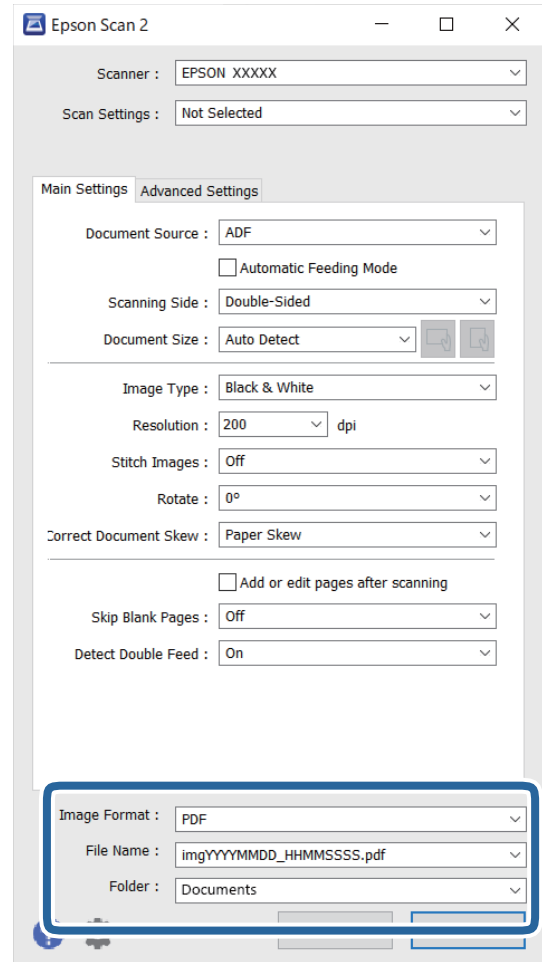 Epson Scan 2
Scanner : EPSON XXXXX
Scan Settings : Not Selected
Main Settings Advanced Settings
Document Source : ADF
Automatic Feeding Mode
Scanning Side : Double-Sided
Document Size : Auto Detect
Image Type : Black & White
Resolution : 200 dpi
Stitch Images : Off
Rotate : 0º
Correct Document Skew : Paper Skew
Add or edit pages after scanning
Skip Blank Pages : Off
Detect Double Feed : On
Image Format : PDF
File Name : imgYYYYMMDD_HHMMSSSS.pdf
Folder : Documents